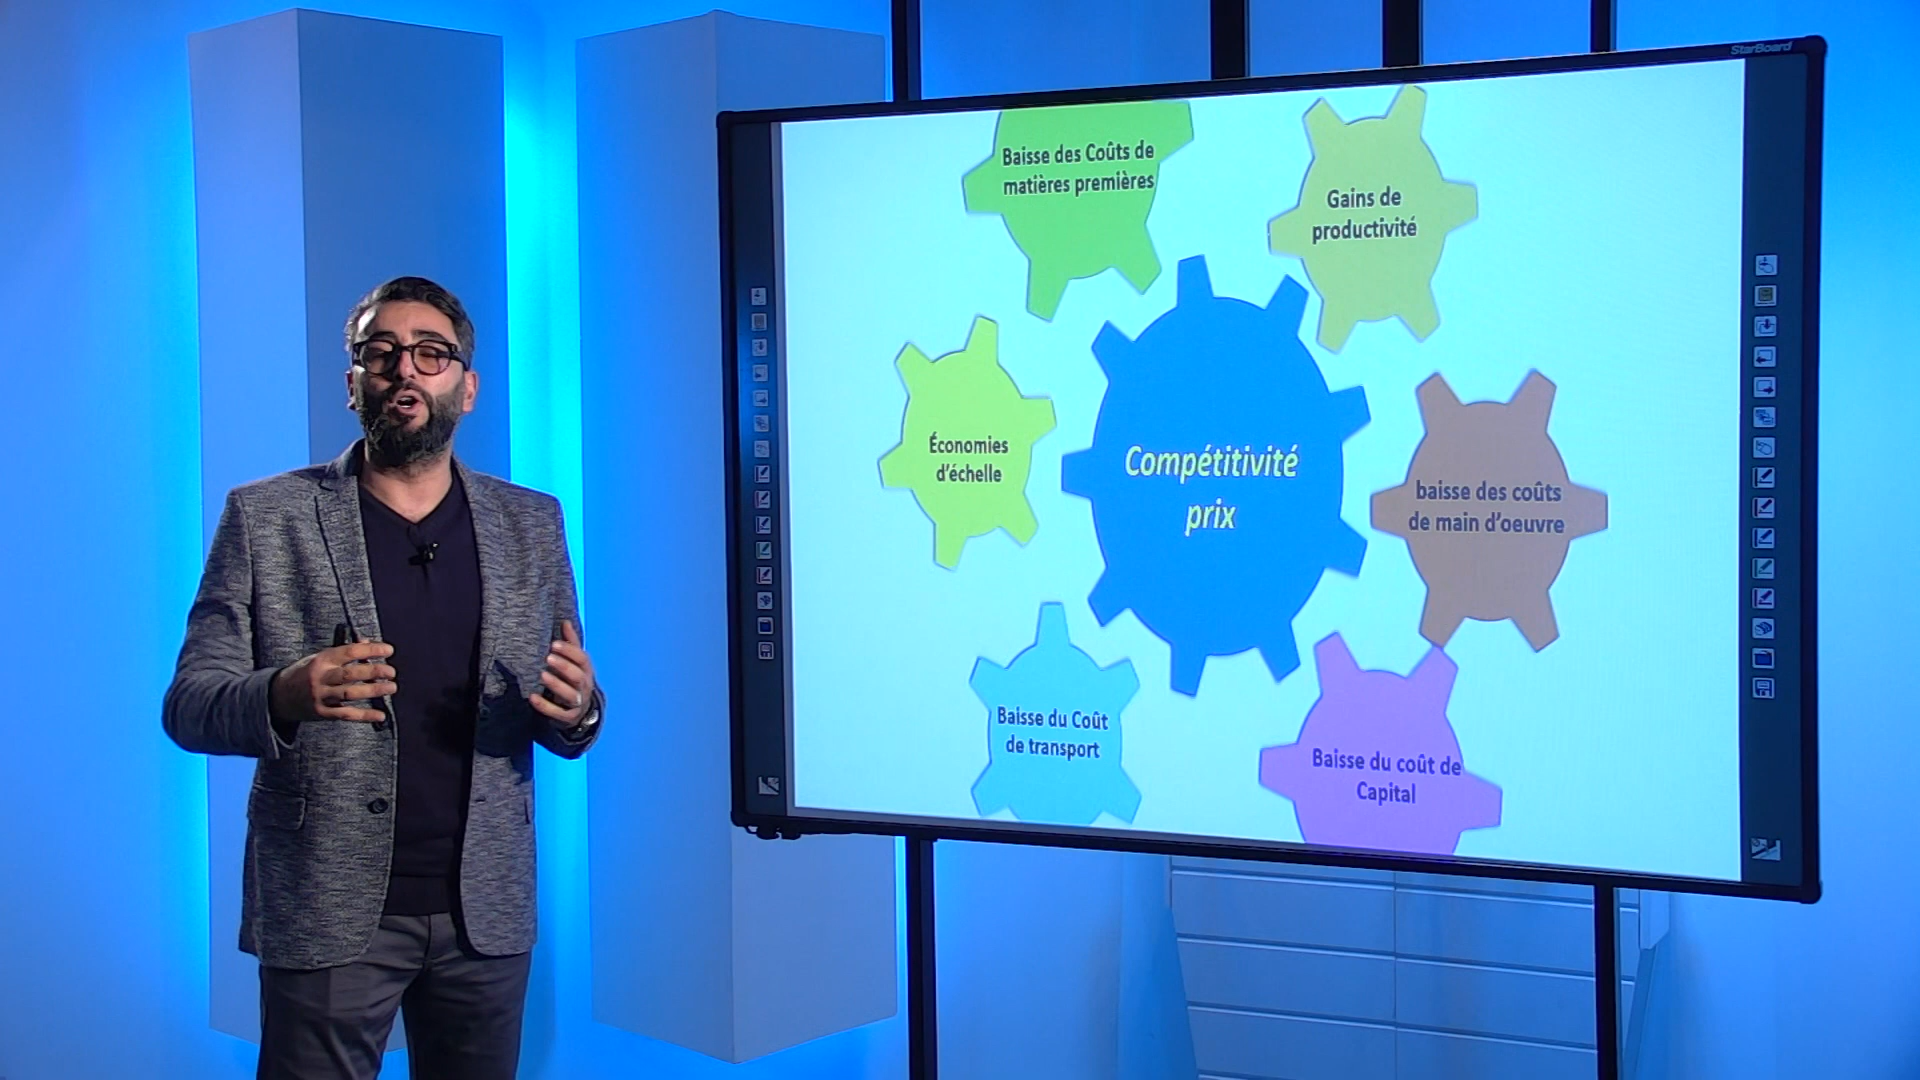 StarBoard
Baisse des Coûts de
matières premières
Gains de
productivité
Économies
d'échelle
Compétitivité
prix
baisse des coûts
de main d'oeuvre
Baisse du Coût
de transport
Baisse du coût de
Capital